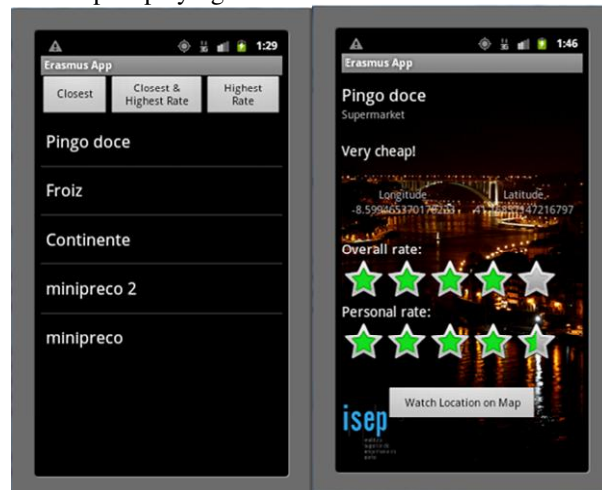 1:29
Erasmus App
Closest
Closest &
Highest Rate
Highest
Rate
Pingo doce
Froiz
Continente
minipreco 2
minipreco
1:46
Erasmus App
Pingo doce
Supermarket
Very cheap!
Longitude
Latitude
Overall rate:
Personal rate:
Watch Location on Map
isep